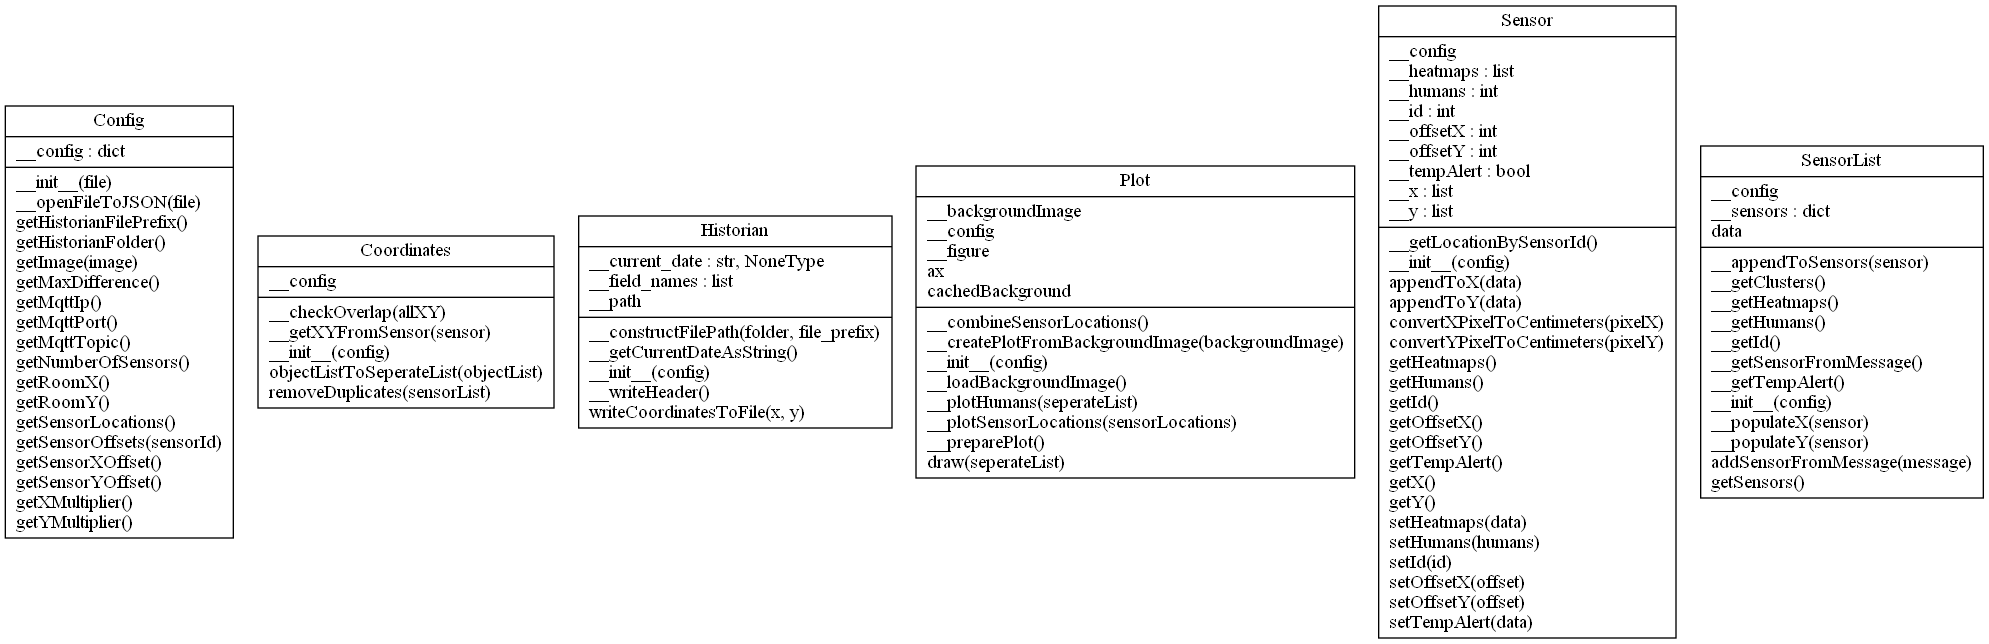 Config
__config : dict
__init__(file)
__openFileToJSON(file)
getHistorianFilePrefix()
getHistorianFolder()
getImage(image)
getMaxDifference()
getMqttIp()
getMqttPort()
getMqttTopic()
getNumberOfSensors()
getRoomX()
getRoomY()
getSensorLocations()
getSensorOffsets(sensorId)
getSensorXOffset()
getSensorYOffset()
getXMultiplier()
getYMultiplier()
Coordinates
__config
__checkOverlap(allXY)
__getXYFromSensor(sensor)
__init__(config)
objectListToSeperateList(objectList)
removeDuplicates(sensorList)
Historian
__current_date : str, NoneType
__field_names : list
__path
__constructFilePath(folder, file_prefix)
__getCurrentDateAsString()
__init__(config)
__writeHeader()
writeCoordinatesToFile(x, y)
Plot
__backgroundImage
__config
__figure
ax
cachedBackground
__combineSensorLocations()
__createPlotFromBackgroundImage(backgroundImage)
__init__(config)
__loadBackgroundImage()
__plotHumans(seperateList)
__plotSensorLocations(sensorLocations)
__preparePlot()
draw(seperateList)
Sensor
__config
__heatmaps : list
__humans : int
__id : int
__offsetX : int
__offsetY : int
__tempAlert : bool
__x : list
__y : list
__getLocationBySensorId()
__init__(config)
appendToX(data)
appendToY(data)
convertXPixelToCentimeters(pixelX)
convertYPixelToCentimeters(pixelY)
getHeatmaps()
getHumans()
getId()
getOffsetX()
getOffsetY()
getTempAlert()
getX()
getY()
setHeatmaps(data)
setHumans(humans)
setId(id)
setOffsetX(offset)
setOffsetY(offset)
setTempAlert(data)
SensorList
__config
__sensors : dict
data
__appendToSensors(sensor)
__getClusters()
__getHeatmaps()
__getHumans()
__getId()
__getSensorFromMessage()
__getTempAlert()
__init__(config)
__populateX(sensor)
__populateY(sensor)
addSensorFromMessage(message)
getSensors()